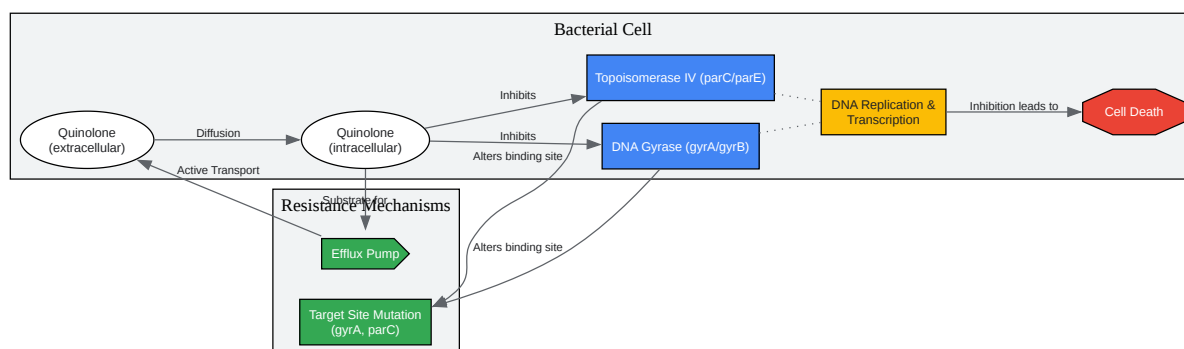 Bacterial Cell
Topoisomerase IV (parC/parE)
Inhibits
Quinolone
(extracellular)
Diffusion
Quinolone
(intracellular)
Inhibits
DNA Gyrase (gyrA/gyrB)
DNA Replication &
Transcription
Inhibition leads to
Cell Death
Alters binding site
Active Transport
Substrate for
Resistance Mechanisms
Efflux Pump
Alters binding site
Target Site Mutation
(gyrA, parC)